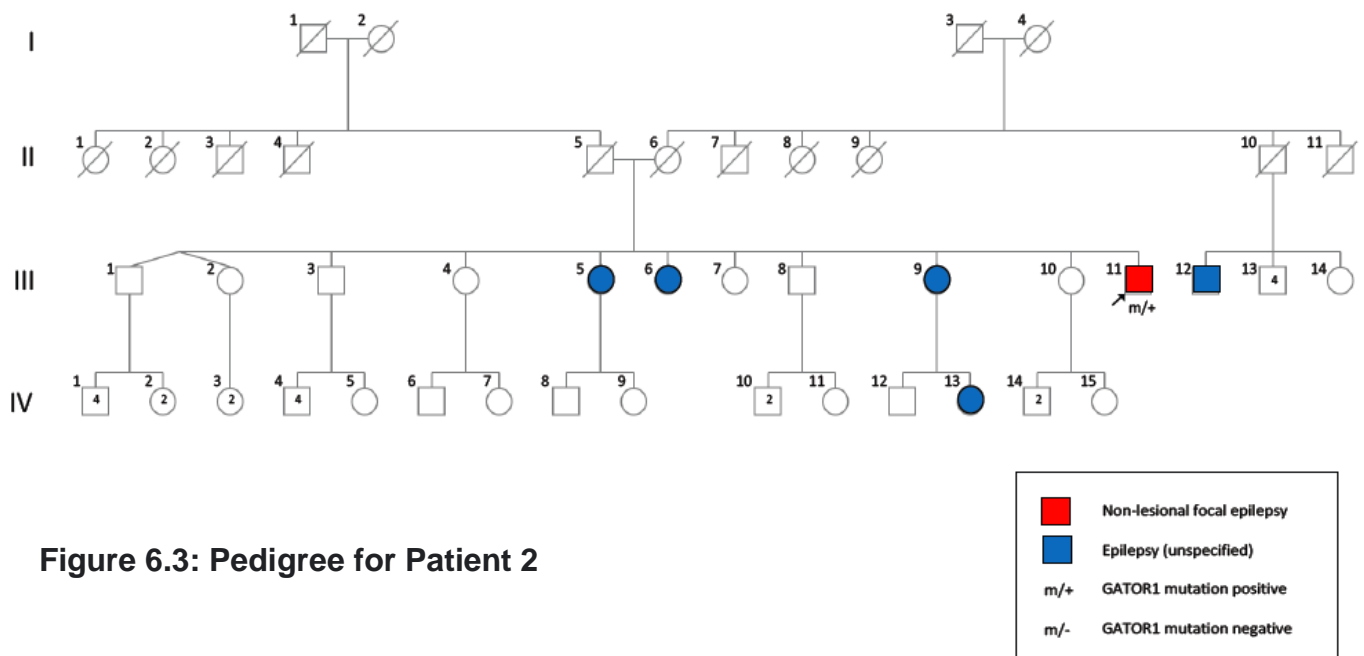 1 2 3 4
I
1 2 3 4 5 6 7 8 9 10 11
II
1 2 3 4 5 6 7 8 9 10 11 12 13 14
III
4
m/+
1 2 3 4 5 6 7 8 9 10 11 12 13 14 15
IV
4 2 2 4 2 2
Non-lesional focal epilepsy
Figure 6.3: Pedigree for Patient 2
Epilepsy (unspecified)
m/+ GATOR1 mutation positive
m/- GATOR1 mutation negative